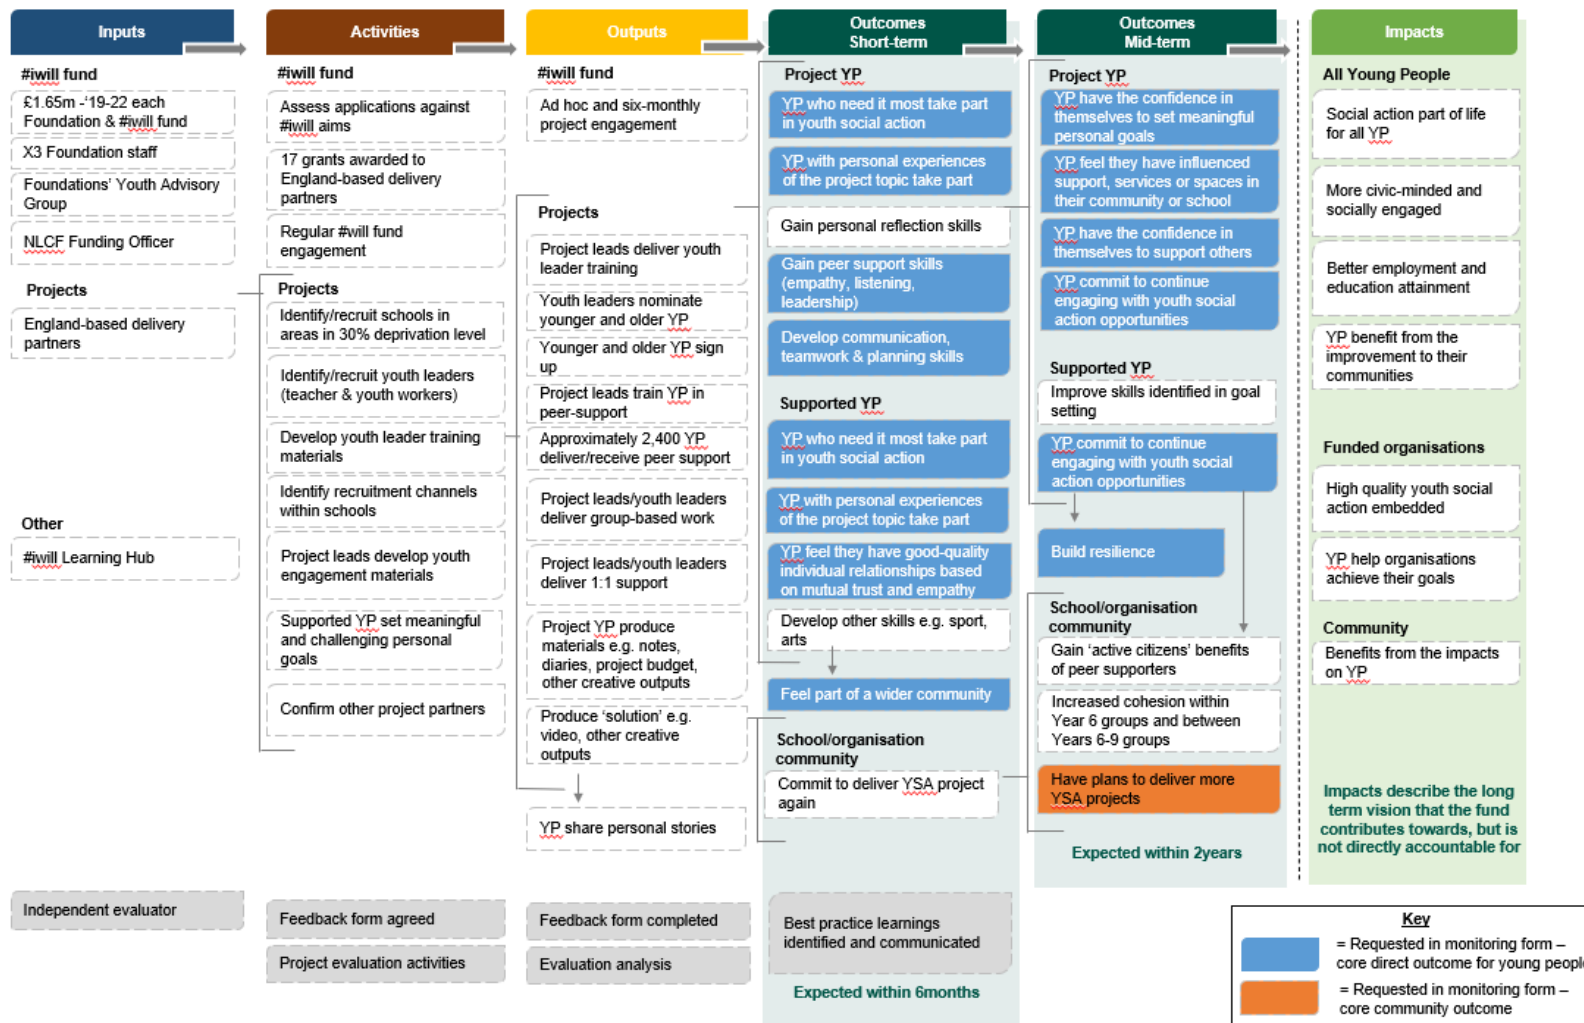 Inputs
#iwill fund
£1.65m -‘19-22 each
Foundation & #iwill fund
X3 Foundation staff
Foundations’ Youth Advisory
Group
NLCF Funding Officer
Projects
England-based delivery
partners
Other
#iwill Learning Hub
Independent evaluator
Activities
#iwill fund
Assess applications against
#iwill aims
17 grants awarded to
England-based delivery
partners
Regular #will fund
engagement
Projects
Identify/recruit schools in
areas in 30% deprivation level
Identify/recruit youth leaders
(teacher & youth workers)
Develop youth leader training
materials
Identify recruitment channels
within schools
Project leads develop youth
engagement materials
Supported YP set meaningful
and challenging personal
goals
Confirm other project partners
Feedback form agreed
Project evaluation activities
Outputs
#iwill fund
Ad hoc and six-monthly
project engagement
Projects
Project leads deliver youth
leader training
Youth leaders nominate
younger and older YP
Younger and older YP sign
up
Project leads train YP in
peer-support
Approximately 2,400 YP
deliver/receive peer support
Project leads/youth leaders
deliver group-based work
Project leads/youth leaders
deliver 1:1 support
Project YP produce
materials e.g. notes,
diaries, project budget,
other creative outputs
Produce ‘solution’ e.g.
video, other creative
outputs
YP share personal stories
Feedback form completed
Evaluation analysis
Outcomes
Short-term
Project YP
YP who need it most take part
in youth social action
YP with personal experiences
of the project topic take part
Gain personal reflection skills
Gain peer support skills
(empathy, listening,
leadership)
Develop communication,
teamwork & planning skills
Supported YP
YP who need it most take part
in youth social action
YP with personal experiences
of the project topic take part
YP feel they have good-quality
individual relationships based
on mutual trust and empathy
Develop other skills e.g. sport,
arts
Feel part of a wider community
School/organisation
community
Commit to deliver YSA project
again
Best practice learnings
identified and communicated
Expected within 6months
Outcomes
Mid-term
Project YP
YP have the confidence in
themselves to set meaningful
personal goals
YP feel they have influenced
support, services or spaces in
their community or school
YP have the confidence in
themselves to support others
YP commit to continue
engaging with youth social
action opportunities
Supported YP
Improve skills identified in goal
setting
YP commit to continue
engaging with youth social
action opportunities
Build resilience
School/organisation
community
Gain ‘active citizens’ benefits
of peer supporters
Increased cohesion within
Year 6 groups and between
Years 6-9 groups
Have plans to deliver more
YSA projects
Expected within 2years
Impacts
All Young People
Social action part of life
for all YP
More civic-minded and
socially engaged
Better employment and
education attainment
YP benefit from the
improvement to their
communities
Funded organisations
High quality youth social
action embedded
YP help organisations
achieve their goals
Community
Benefits from the impacts
on YP
Impacts describe the long
term vision that the fund
contributes towards, but is
not directly accountable for
Key
= Requested in monitoring form –
core direct outcome for young people
= Requested in monitoring form –
core community outcome